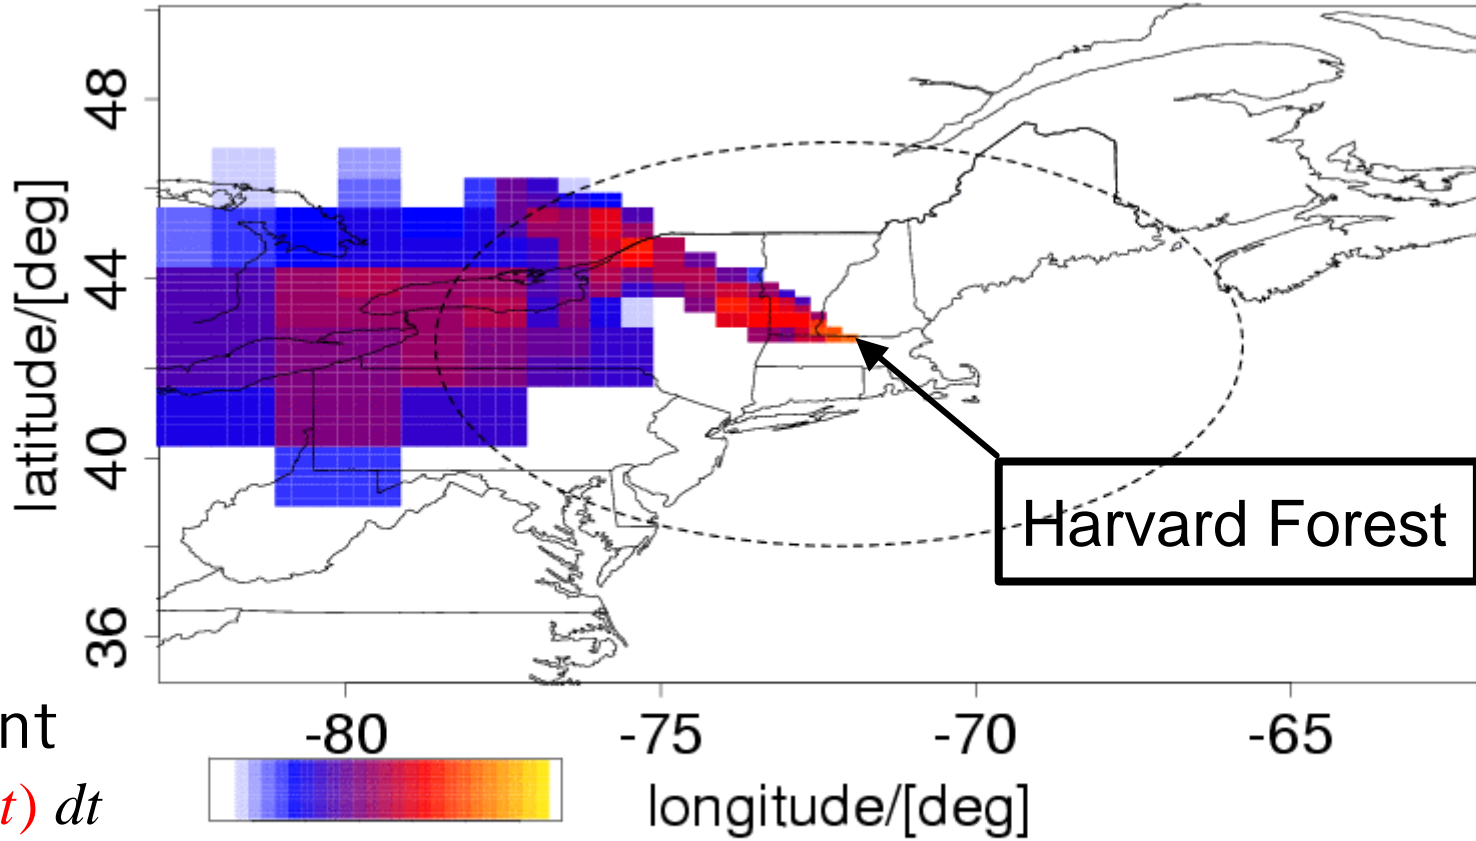 48
44
40
36
latitude/[deg]
Harvard Forest
-80 -75 -70 -65
nt
t) dt
longitude/[deg]